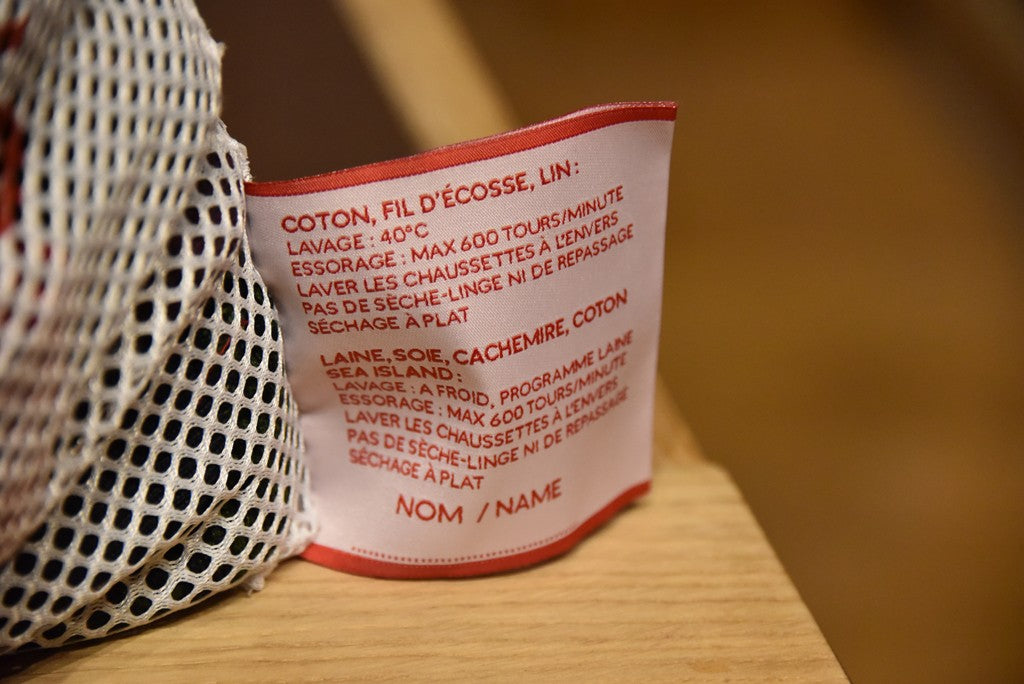 COTON, FIL D'ÉCOSSE, LIN :
LAVAGE : 40°C
ESSORAGE : MAX 600 TOURS/MINUTE
LAVER LES CHAUSSETTES À L'ENVERS
PAS DE SÈCHE-LINGE NI DE REPASSAGE
SÉCHAGE À PLAT
LAINE, SOIE, CACHEMIRE, COTON
SEA ISLAND :
LAVAGE : A FROID, PROGRAMME LAINE
ESSORAGE : MAX 600 TOURS/MINUTE
LAVER LES CHAUSSETTES À L'ENVERS
PAS DE SÈCHE-LINGE NI DE REPASSAGE
SÉCHAGE À PLAT
NOM / NAME